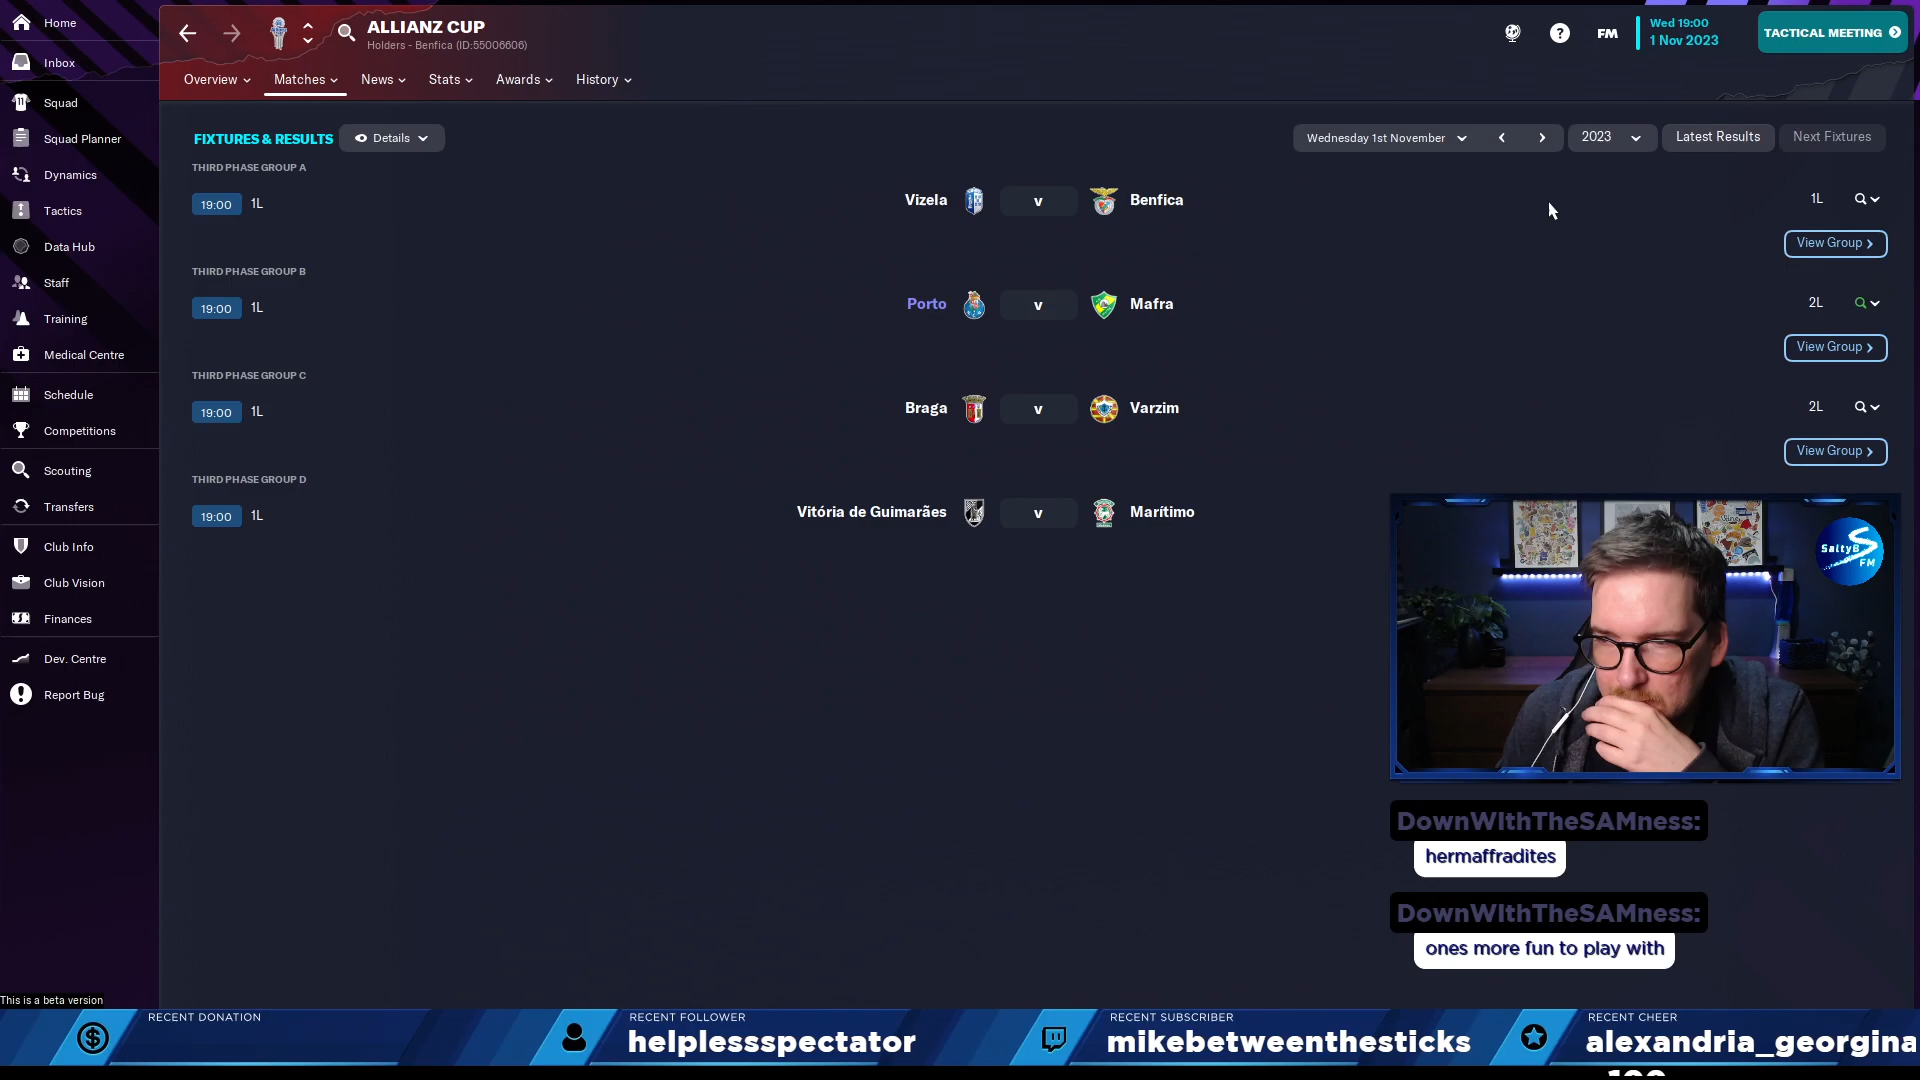 Home
Inbox
Squad
Squad Planner
Dynamics
Tactics
Data Hub
Staff
Training
Medical Centre
Schedule
Competitions
Scouting
Transfers
Club Info
Club Vision
Finances
Dev. Centre
Report Bug
This is a beta version
ALLIANZ CUP
Holders - Benfica (ID:55006606)
FM
Wed 19:00
1 Nov 2023
TACTICAL MEETING
Overview Matches News Stats Awards History
FIXTURES & RESULTS Details
Wednesday 1st November 2023 Latest Results Next Fixtures
THIRD PHASE GROUP A
19:00 1L Vizela v Benfica 1L
View Group
THIRD PHASE GROUP B
19:00 1L Porto v Mafra 2L
View Group
THIRD PHASE GROUP C
19:00 1L Braga v Varzim 2L
View Group
THIRD PHASE GROUP D
19:00 1L Vitória de Guimarães v Marítimo
SaltyB
S
FM
DownWIthTheSAMness:
hermaffradites
DownWIthTheSAMness:
ones more fun to play with
RECENT DONATION
RECENT FOLLOWER
helplessspectator
RECENT SUBSCRIBER
mikebetweenthesticks
RECENT CHEER
alexandria_georgina